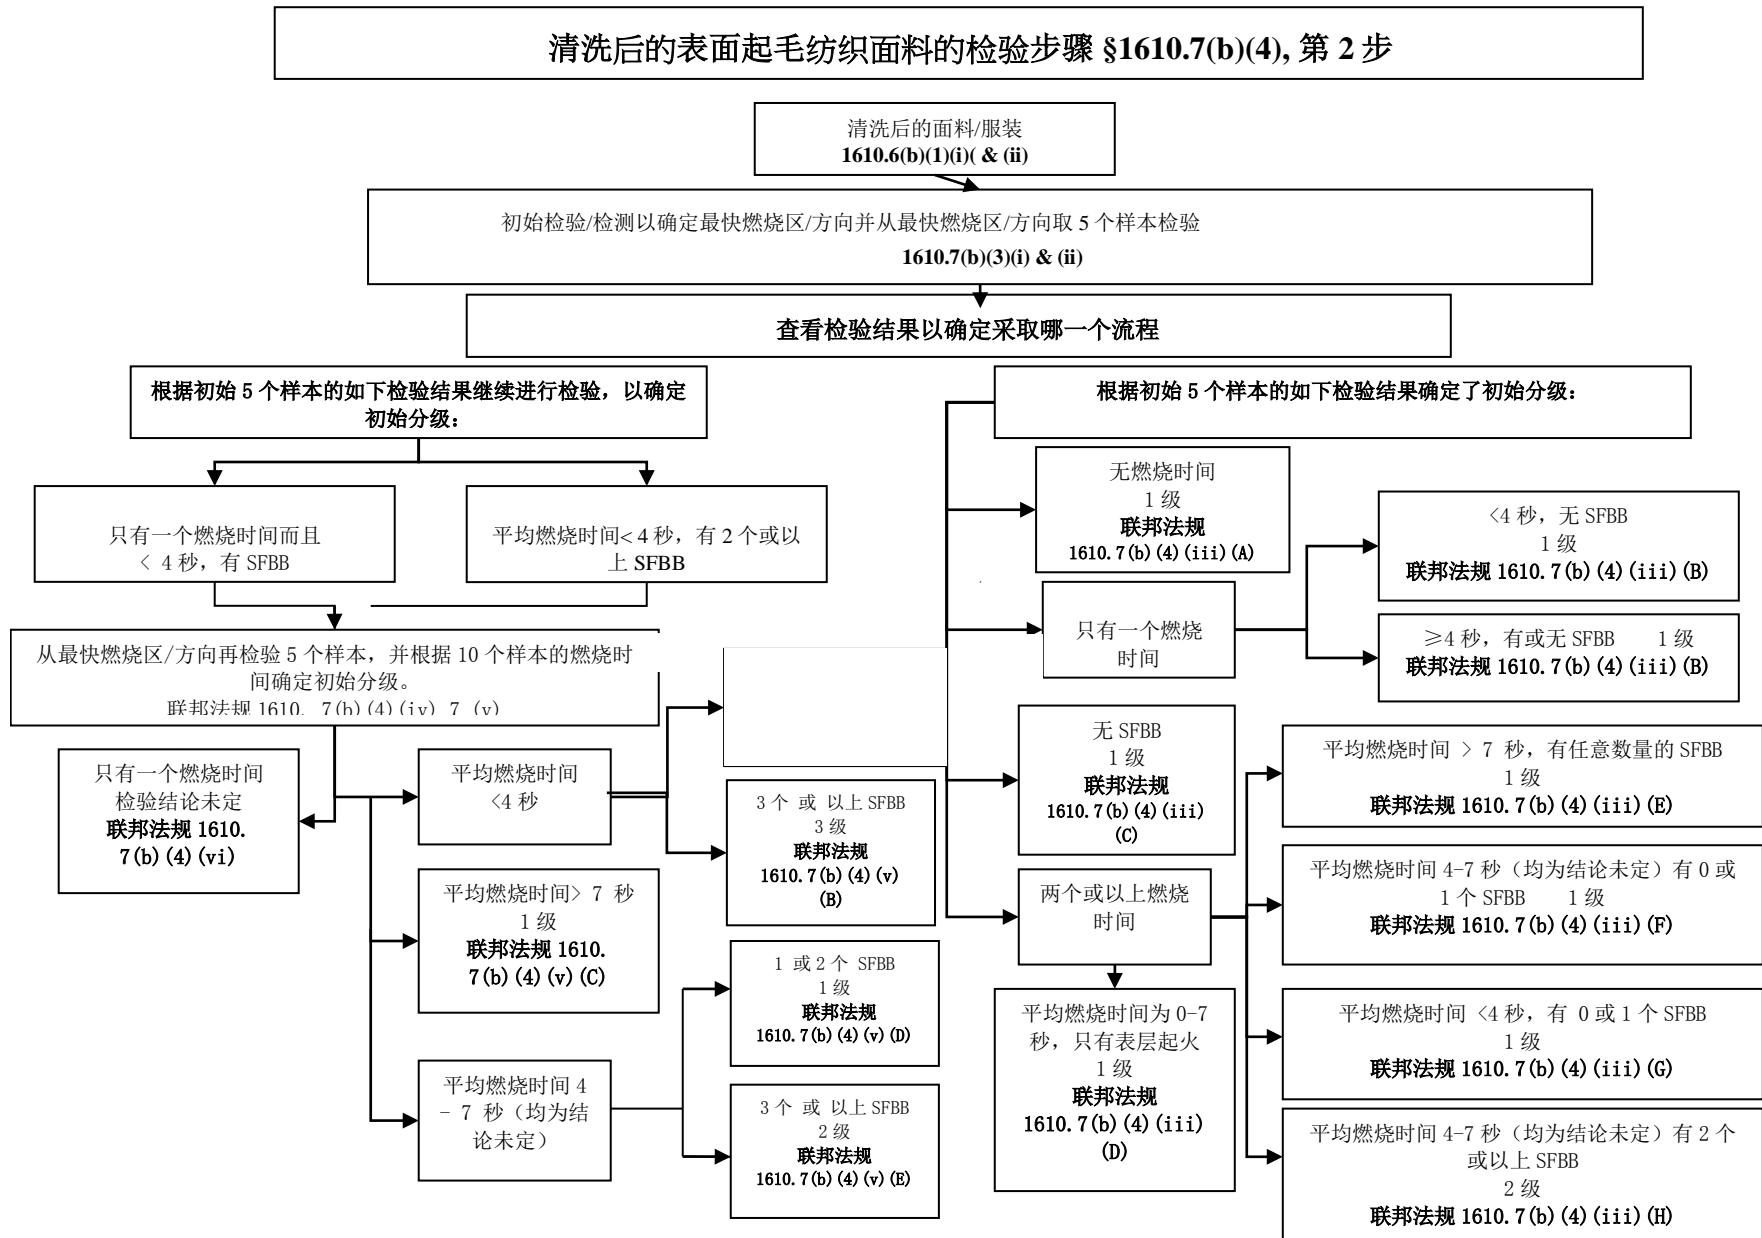 清洗后的表面起毛纺织面料的检验步骤 §1610.7(b)(4), 第 2 步
清洗后的面料/服装
1610.6(b)(1)(i)( & (ii)
初始检验/检测以确定最快燃烧区/方向并从最快燃烧区/方向取 5 个样本检验
1610.7(b)(3)(i) & (ii)
查看检验结果以确定采取哪一个流程
根据初始 5 个样本的如下检验结果继续进行检验，以确定
初始分级：
只有一个燃烧时间而且
< 4 秒，有 SFBB
平均燃烧时间< 4 秒，有 2 个或以
上 SFBB
从最快燃烧区/方向再检验 5 个样本，并根据 10 个样本的燃烧时
间确定初始分级。
联邦法规 1610. 7(b)(4)(iv) 7 (v)
只有一个燃烧时间
检验结论未定
联邦法规 1610.
7(b)(4)(vi)
平均燃烧时间
<4 秒
3 个 或 以上 SFBB
3 级
联邦法规
1610.7(b)(4)(v)
(B)
平均燃烧时间> 7 秒
1 级
联邦法规 1610.
7(b)(4)(v)(C)
平均燃烧时间 4
- 7 秒（均为结
论未定）
1 或 2 个 SFBB
1 级
联邦法规
1610.7(b)(4)(v)(D)
3 个 或 以上 SFBB
2 级
联邦法规
1610.7(b)(4)(v)(E)
根据初始 5 个样本的如下检验结果确定了初始分级：
无燃烧时间
1 级
联邦法规
1610.7(b)(4)(iii)(A)
只有一个燃烧
时间
<4 秒，无 SFBB
1 级
联邦法规 1610.7(b)(4)(iii)(B)
≥4 秒，有或无 SFBB 1 级
联邦法规 1610.7(b)(4)(iii)(B)
无 SFBB
1 级
联邦法规
1610.7(b)(4)(iii)
(C)
两个或以上燃烧
时间
平均燃烧时间为 0-7
秒，只有表层起火
1 级
联邦法规
1610.7(b)(4)(iii)
(D)
平均燃烧时间 > 7 秒，有任意数量的 SFBB
1 级
联邦法规 1610.7(b)(4)(iii)(E)
平均燃烧时间 4-7 秒（均为结论未定）有 0 或
1 个 SFBB 1 级
联邦法规 1610.7(b)(4)(iii)(F)
平均燃烧时间 <4 秒，有 0 或 1 个 SFBB
1 级
联邦法规 1610.7(b)(4)(iii)(G)
平均燃烧时间 4-7 秒（均为结论未定）有 2 个
或以上 SFBB
2 级
联邦法规 1610.7(b)(4)(iii)(H)